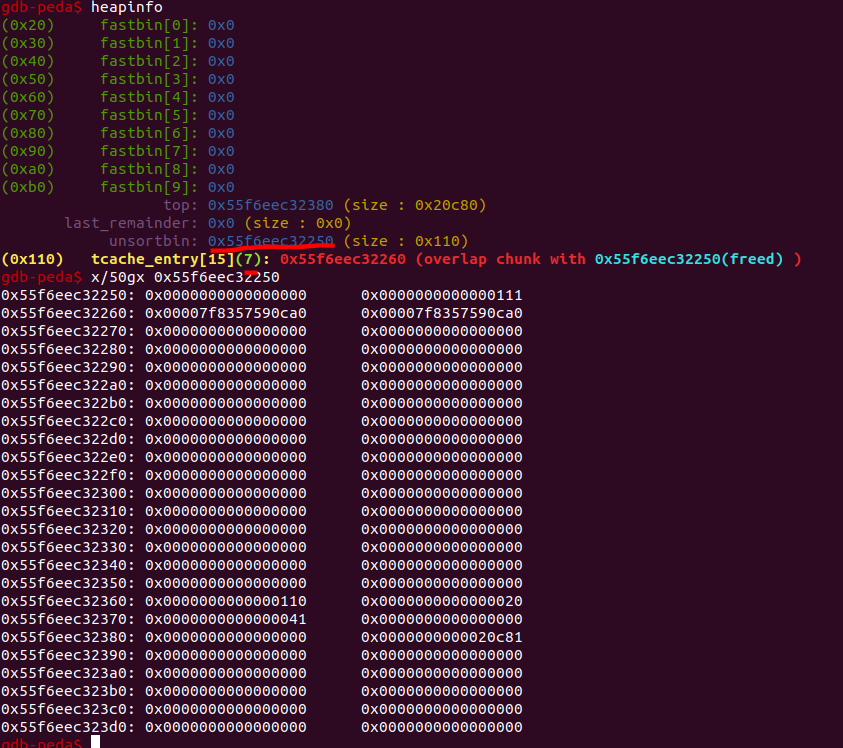 gdb-peda$ heapinfo
(0x20)     fastbin[0]: 0x0
(0x30)     fastbin[1]: 0x0
(0x40)     fastbin[2]: 0x0
(0x50)     fastbin[3]: 0x0
(0x60)     fastbin[4]: 0x0
(0x70)     fastbin[5]: 0x0
(0x80)     fastbin[6]: 0x0
(0x90)     fastbin[7]: 0x0
(0xa0)     fastbin[8]: 0x0
(0xb0)     fastbin[9]: 0x0
                  top: 0x55f6eec32380 (size : 0x20c80)
       last_remainder: 0x0 (size : 0x0)
            unsortbin: 0x55f6eec32250 (size : 0x110)
(0x110)   tcache_entry[15](7): 0x55f6eec32260 (overlap chunk with 0x55f6eec32250(freed) )
gdb-peda$ x/50gx 0x55f6eec32250
0x55f6eec32250: 0x0000000000000000      0x0000000000000111
0x55f6eec32260: 0x00007f8357590ca0      0x00007f8357590ca0
0x55f6eec32270: 0x0000000000000000      0x0000000000000000
0x55f6eec32280: 0x0000000000000000      0x0000000000000000
0x55f6eec32290: 0x0000000000000000      0x0000000000000000
0x55f6eec322a0: 0x0000000000000000      0x0000000000000000
0x55f6eec322b0: 0x0000000000000000      0x0000000000000000
0x55f6eec322c0: 0x0000000000000000      0x0000000000000000
0x55f6eec322d0: 0x0000000000000000      0x0000000000000000
0x55f6eec322e0: 0x0000000000000000      0x0000000000000000
0x55f6eec322f0: 0x0000000000000000      0x0000000000000000
0x55f6eec32300: 0x0000000000000000      0x0000000000000000
0x55f6eec32310: 0x0000000000000000      0x0000000000000000
0x55f6eec32320: 0x0000000000000000      0x0000000000000000
0x55f6eec32330: 0x0000000000000000      0x0000000000000000
0x55f6eec32340: 0x0000000000000000      0x0000000000000000
0x55f6eec32350: 0x0000000000000000      0x0000000000000000
0x55f6eec32360: 0x0000000000000110      0x0000000000000020
0x55f6eec32370: 0x0000000000000041      0x0000000000000000
0x55f6eec32380: 0x0000000000000000      0x0000000000020c81
0x55f6eec32390: 0x0000000000000000      0x0000000000000000
0x55f6eec323a0: 0x0000000000000000      0x0000000000000000
0x55f6eec323b0: 0x0000000000000000      0x0000000000000000
0x55f6eec323c0: 0x0000000000000000      0x0000000000000000
0x55f6eec323d0: 0x0000000000000000      0x0000000000000000
gdb-peda$